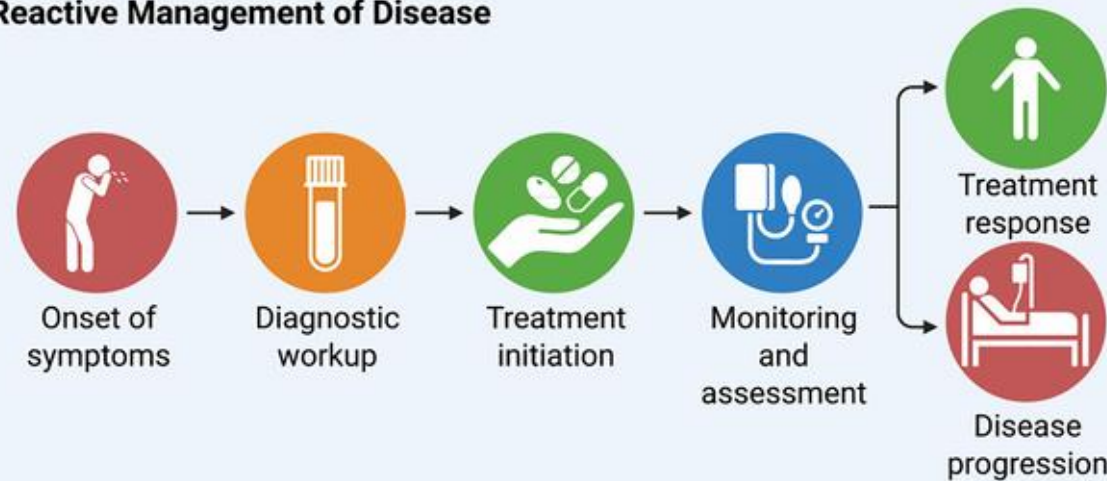 Reactive Management of Disease
Onset of
symptoms
Diagnostic
workup
Treatment
initiation
Monitoring
and
assessment
Treatment
response
Disease
progression